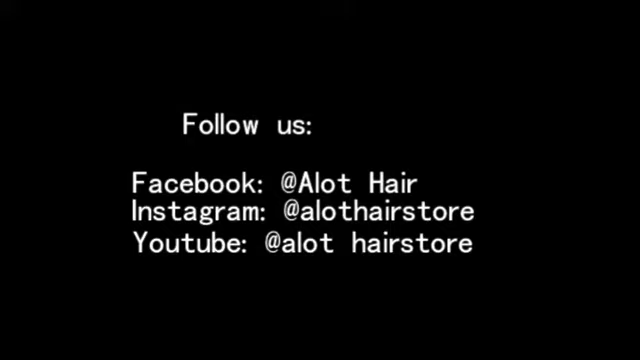 Follow us:
Facebook: @Alot Hair
Instagram: @alothairstore
Youtube: @alot hairstore